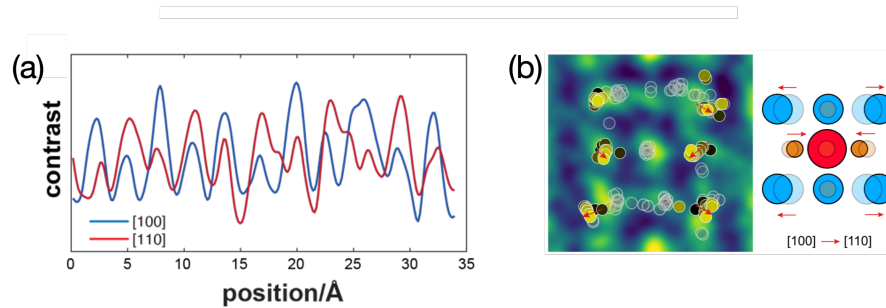 (a)
contrast
[100]
[110]
0 5 10 15 20 25 30 35
position/Å
(b)
[100] → [110]